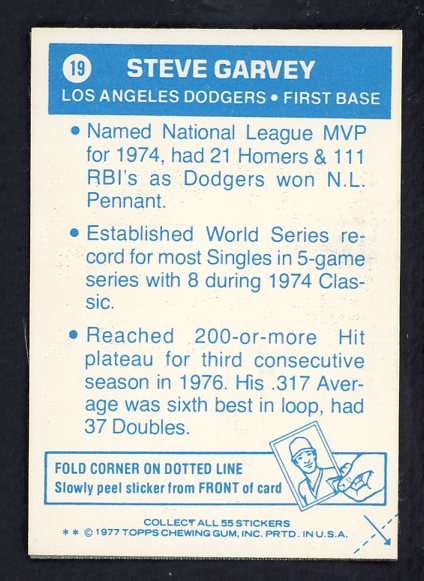 19
STEVE GARVEY
LOS ANGELES DODGERS • FIRST BASE
• Named National League MVP
for 1974, had 21 Homers & 111
RBI's as Dodgers won N.L.
Pennant.
• Established World Series re-
cord for most Singles in 5-game
series with 8 during 1974 Clas-
sic.
• Reached 200-or-more Hit
plateau for third consecutive
season in 1976. His .317 Aver-
age was sixth best in loop, had
37 Doubles.
FOLD CORNER ON DOTTED LINE
Slowly peel sticker from FRONT of card
COLLECT ALL 55 STICKERS
** © 1977 TOPPS CHEWING GUM, INC. PRTD. IN U.S.A.